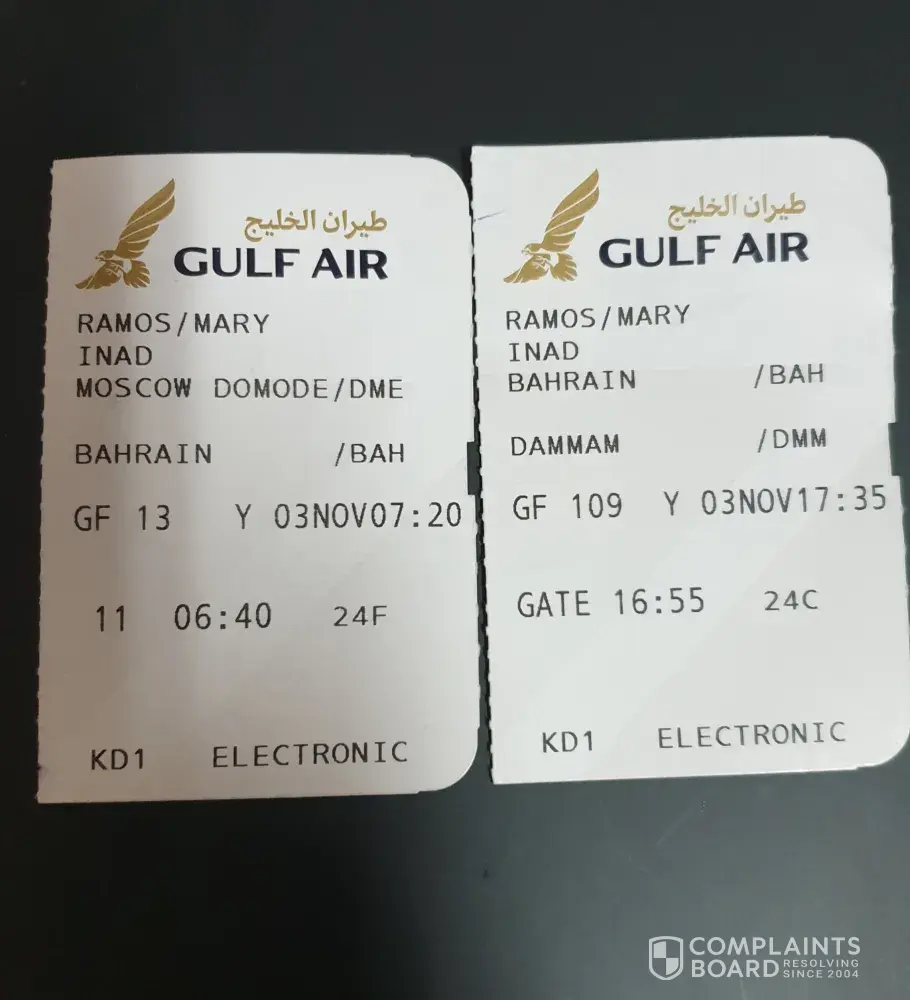 طيران الخليج
GULF AIR
RAMOS/MARY
INAD
MOSCOW DOMODE/DME
BAHRAIN /BAH
GF 13 Y 03NOV07:20
11 06:40 24F
KD1 ELECTRONIC
طيران الخليج
GULF AIR
RAMOS/MARY
INAD
BAHRAIN /BAH
DAMMAM /DMM
GF 109 Y 03NOV17:35
GATE 16:55 24C
KD1 ELECTRONIC
COMPLAINTS
BOARD RESOLVING
SINCE 2004